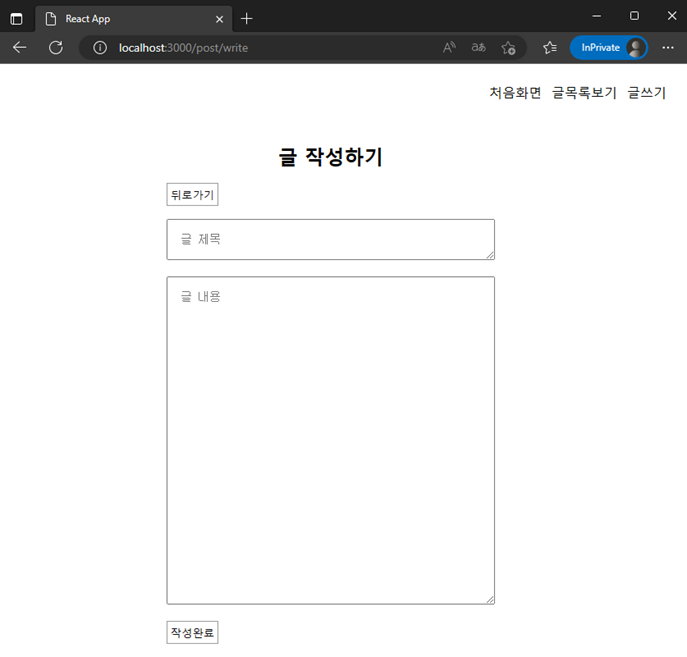 React App
localhost:3000/post/write
InPrivate
처음화면 글목록보기 글쓰기
글 작성하기
뒤로가기
글 제목
글 내용
작성완료